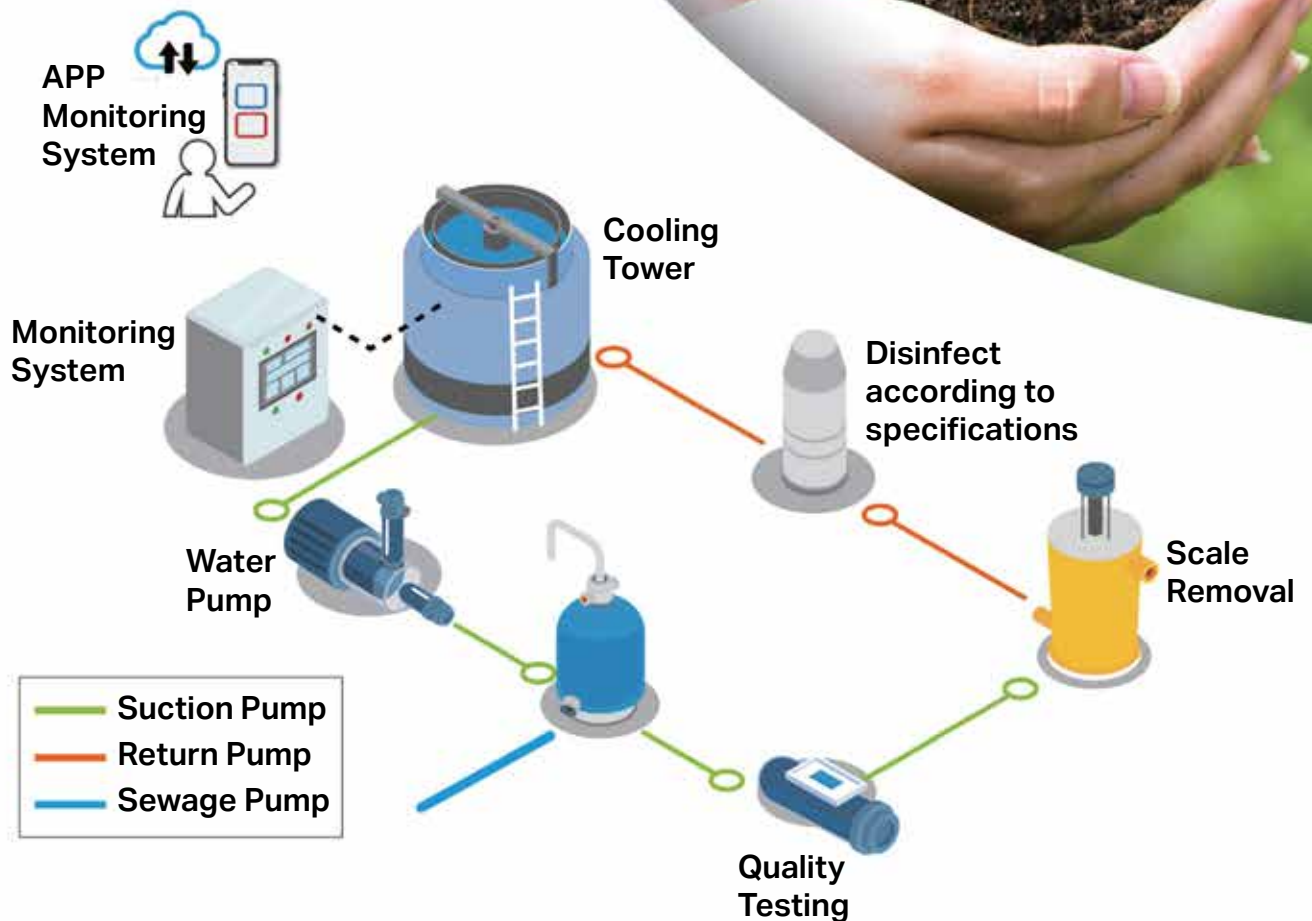 APP
Monitoring
System
Cooling
Tower
Monitoring
System
Disinfect
according to
specifications
Water
Pump
Scale
Removal
Suction Pump
Return Pump
Sewage Pump
Quality
Testing